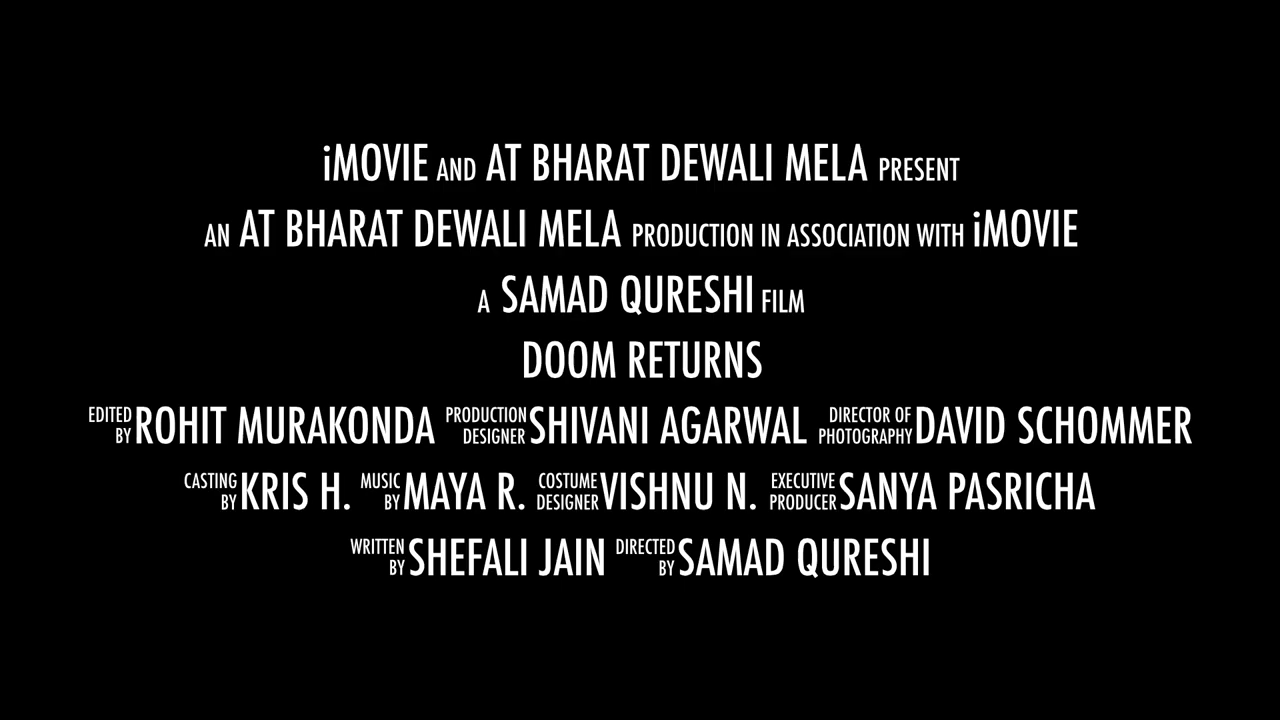 iMOVIE AND AT BHARAT DEWALI MELA PRESENT
AN AT BHARAT DEWALI MELA PRODUCTION IN ASSOCIATION WITH iMOVIE
A SAMAD QURESHI FILM
DOOM RETURNS
EDITED BY ROHIT MURAKONDA PRODUCTION DESIGNER SHIVANI AGARWAL DIRECTOR OF PHOTOGRAPHY DAVID SCHOMMER
CASTING BY KRIS H. MUSIC BY MAYA R. COSTUME DESIGNER VISHNU N. EXECUTIVE PRODUCER SANYA PASRICHA
WRITTEN BY SHEFALI JAIN DIRECTED BY SAMAD QURESHI